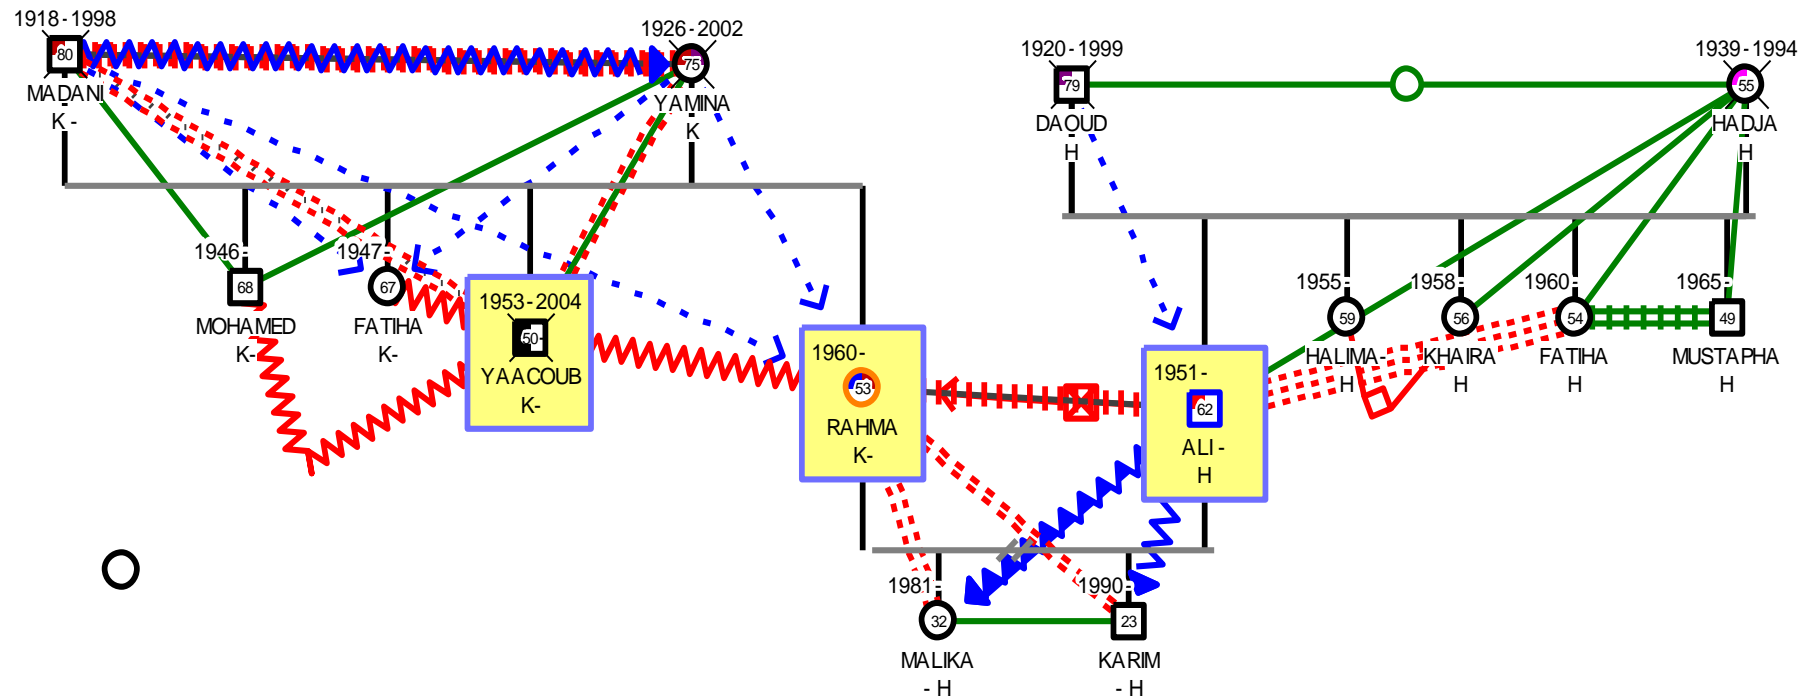 1918-1998
80
MADANI
K-
1926-2002
75
YAMINA
K
1920-1999
79
DAOUD
H
1939-1994
55
HADJA
H
1946-
68
MOHAMED
K-
1947-
67
FATIHA
K-
1953-2004
50
YAACOUB
K-
1960-
53
RAHMA
K-
1951-
62
ALI-
H
1955-
59
HALIMA-
H
1958-
56
KHAIRA
H
1960-
54
FATIHA
H
1965-
49
MUSTAPHA
H
1981-
32
MALIKA
- H
1990-
23
KARIM
- H